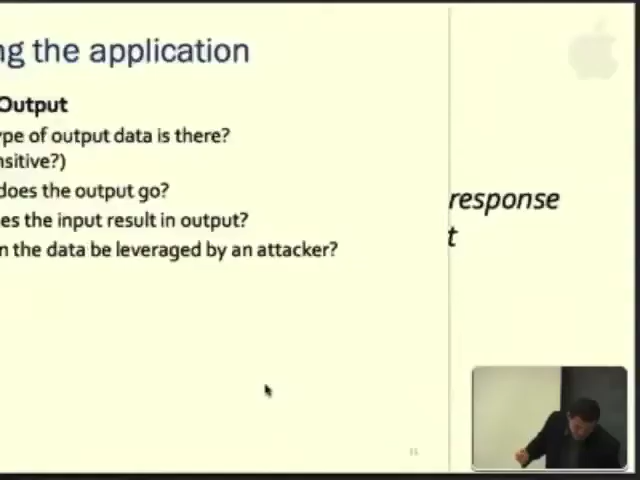 ng the application
Output
ype of output data is there?
nsitive?)
does the output go?
es the input result in output?
n the data be leveraged by an attacker?
response
t